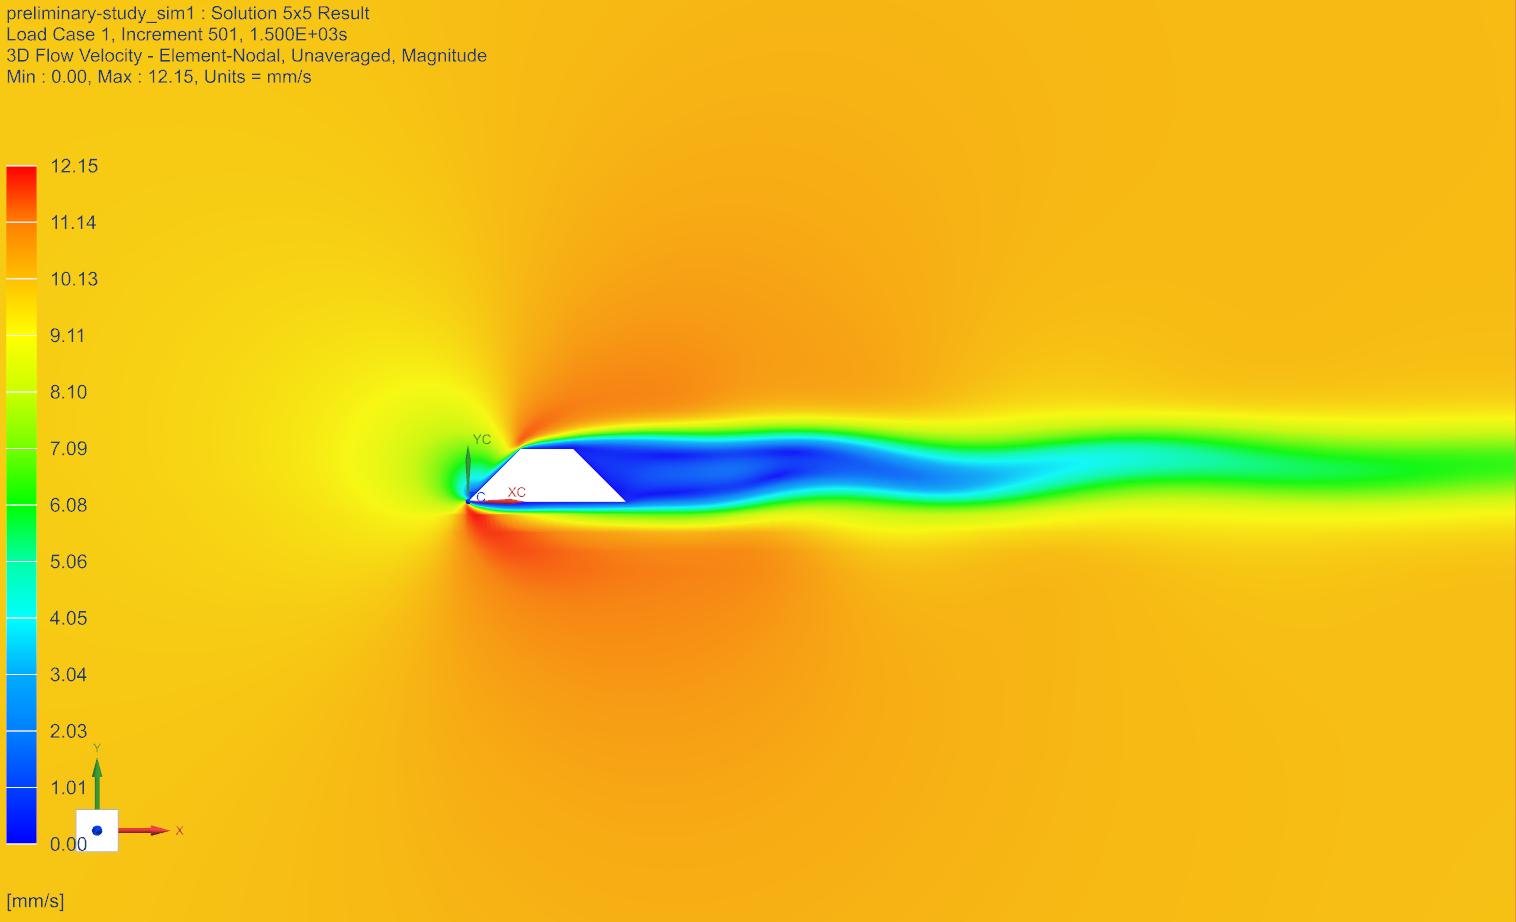 preliminary-study_sim1 : Solution 5x5 Result
Load Case 1, Increment 501, 1.500E+03s
3D Flow Velocity - Element-Nodal, Unaveraged, Magnitude
Min : 0.00, Max : 12.15, Units = mm/s
12.15
11.14
10.13
9.11
8.10
7.09
6.08
5.06
4.05
3.04
2.03
1.01
0.00
[mm/s]
YC
XC
C
Y
X